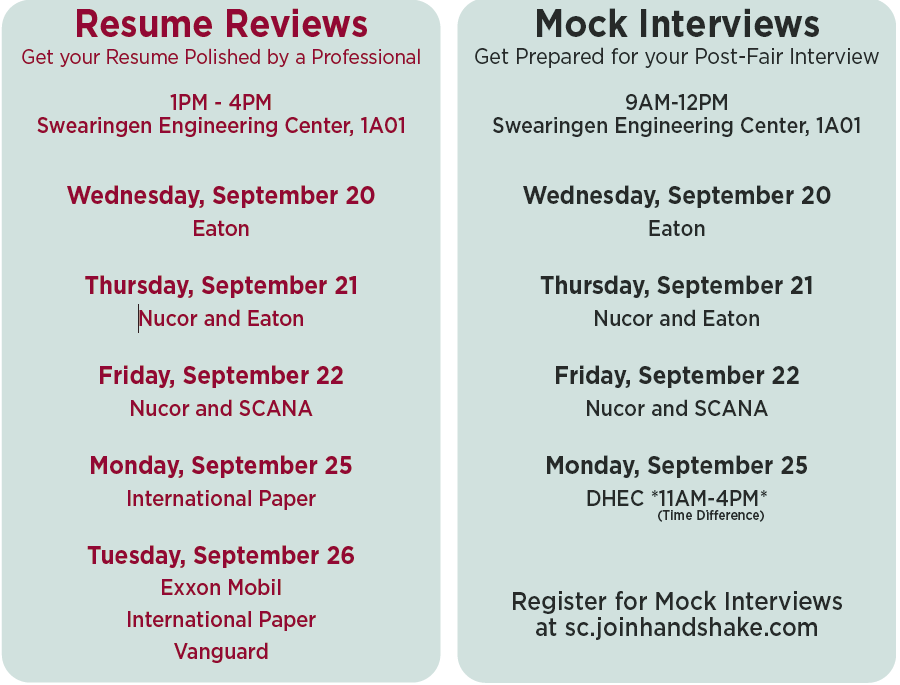 Resume Reviews
Get your Resume Polished by a Professional
1PM - 4PM
Swearingen Engineering Center, 1A01
Wednesday, September 20
Eaton
Thursday, September 21
Nucor and Eaton
Friday, September 22
Nucor and SCANA
Monday, September 25
International Paper
Tuesday, September 26
Exxon Mobil
International Paper
Vanguard
Mock Interviews
Get Prepared for your Post-Fair Interview
9AM-12PM
Swearingen Engineering Center, 1A01
Wednesday, September 20
Eaton
Thursday, September 21
Nucor and Eaton
Friday, September 22
Nucor and SCANA
Monday, September 25
DHEC *11AM-4PM*
(Time Difference)
Register for Mock Interviews
at sc.joinhandshake.com